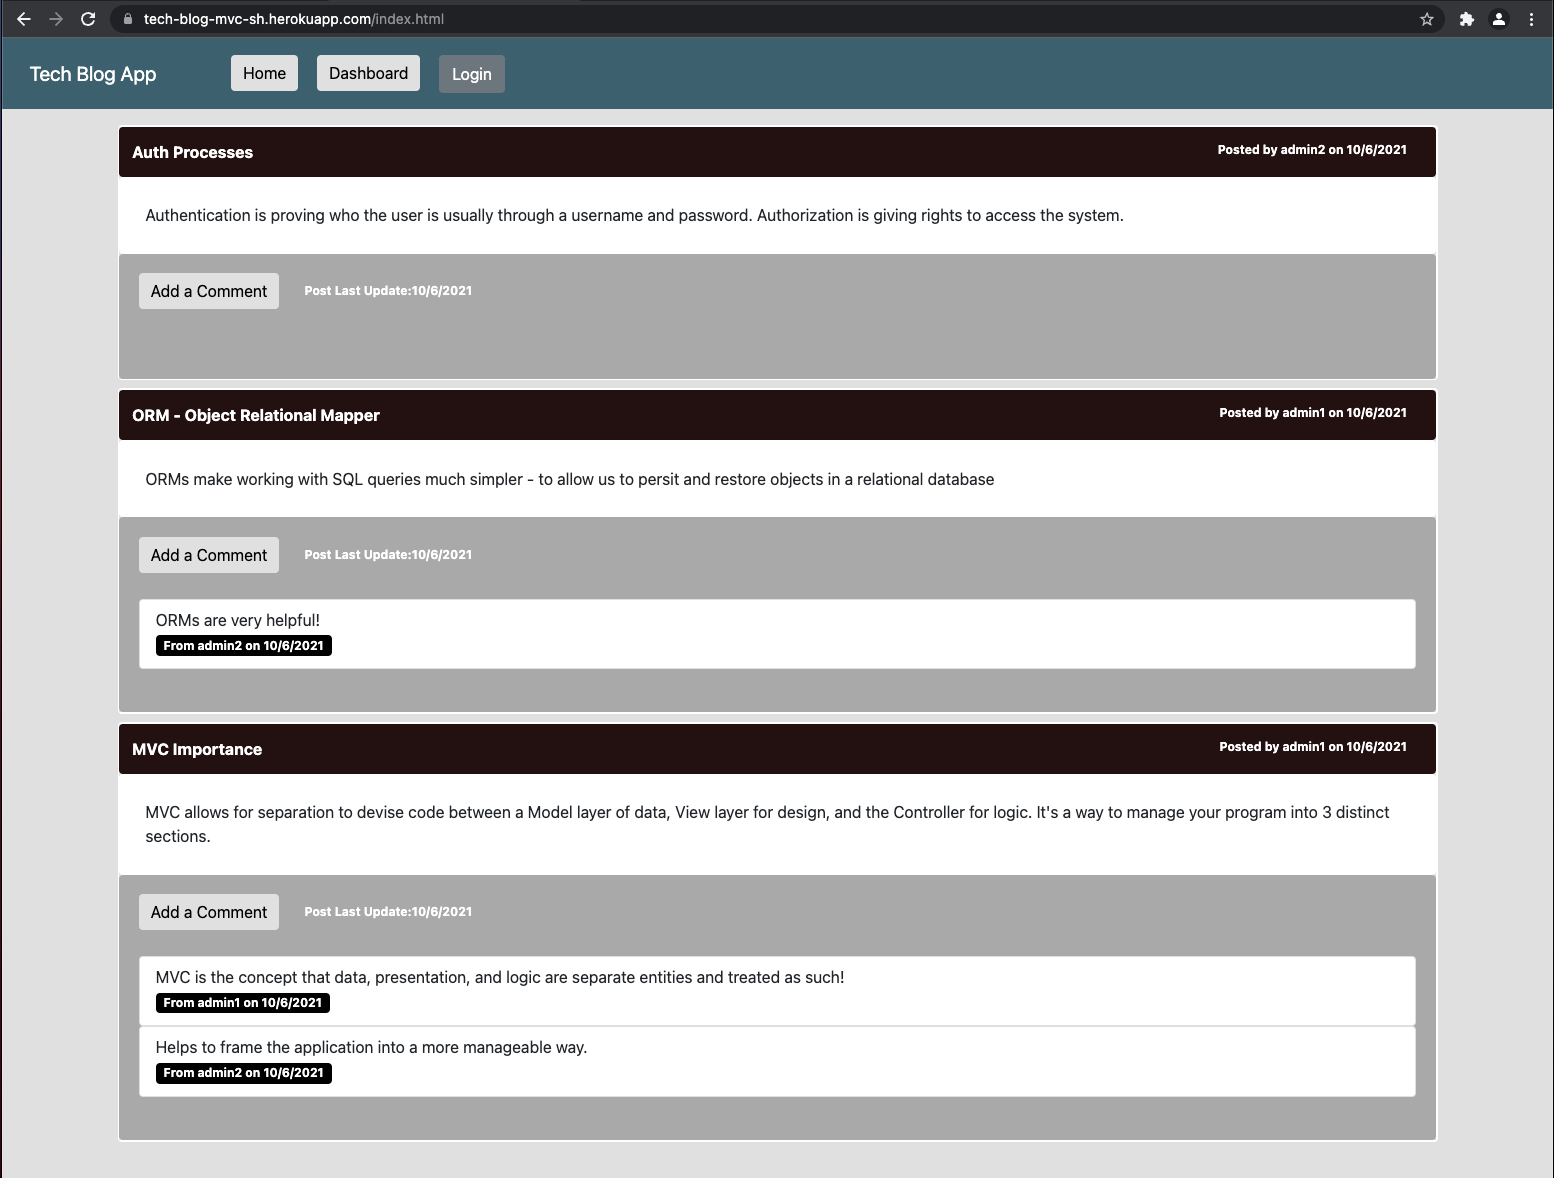 tech-blog-mvc-sh.herokuapp.com/index.html
Tech Blog App Home Dashboard Login
Auth Processes Posted by admin2 on 10/6/2021
Authentication is proving who the user is usually through a username and password. Authorization is giving rights to access the system.
Add a Comment Post Last Update:10/6/2021
ORM - Object Relational Mapper Posted by admin1 on 10/6/2021
ORMs make working with SQL queries much simpler - to allow us to persit and restore objects in a relational database
Add a Comment Post Last Update:10/6/2021
ORMs are very helpful!
From admin2 on 10/6/2021
MVC Importance Posted by admin1 on 10/6/2021
MVC allows for separation to devise code between a Model layer of data, View layer for design, and the Controller for logic. It's a way to manage your program into 3 distinct
sections.
Add a Comment Post Last Update:10/6/2021
MVC is the concept that data, presentation, and logic are separate entities and treated as such!
From admin1 on 10/6/2021
Helps to frame the application into a more manageable way.
From admin2 on 10/6/2021